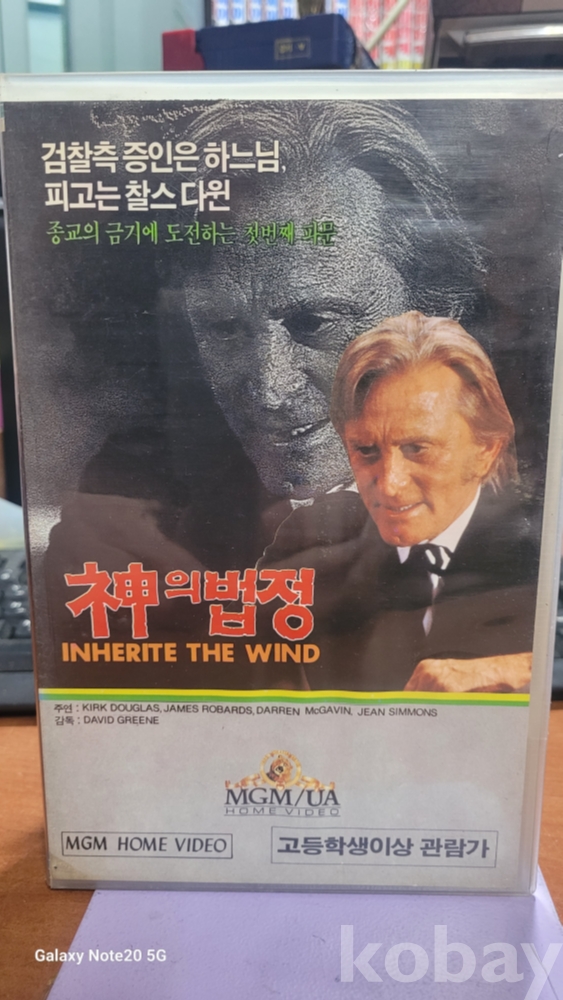 검찰측 증인은 하느님,
피고는 찰스 다윈
종교의 금기에 도전하는 첫번째 파문
神의 법정
INHERITE THE WIND
주연 : KIRK DOUGLAS, JAMES ROBARDS, DARREN McGAVIN, JEAN SIMMONS
감독 : DAVID GREENE
MGM/UA
HOME VIDEO
MGM HOME VIDEO
고등학생이상 관람가
Galaxy Note20 5G
kobay